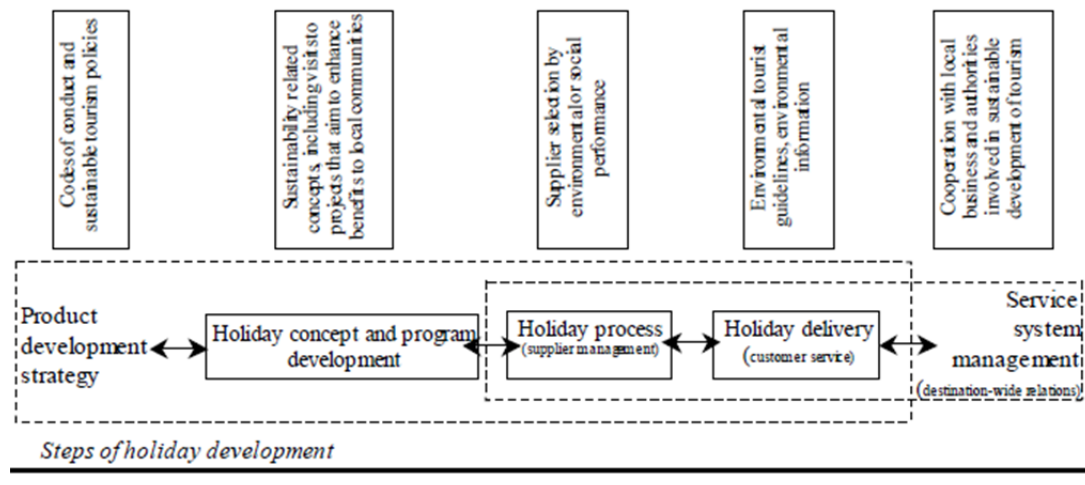 Codes of conduct and
sustainable tourism policies
Sustainability related
concepts, including visits to
projects that aim to enhance
benefits to local communities
Supplier selection by
environmental or social
performance
Environmental tourist
guidelines, environmental
information
Cooperation with local
business and authorities
involved in sustainable
development of tourism
Product
development
strategy
Holiday concept and program
development
Holiday process
(supplier management)
Holiday delivery
(customer service)
Service
system
management
(destination-wide relations)
Steps of holiday development